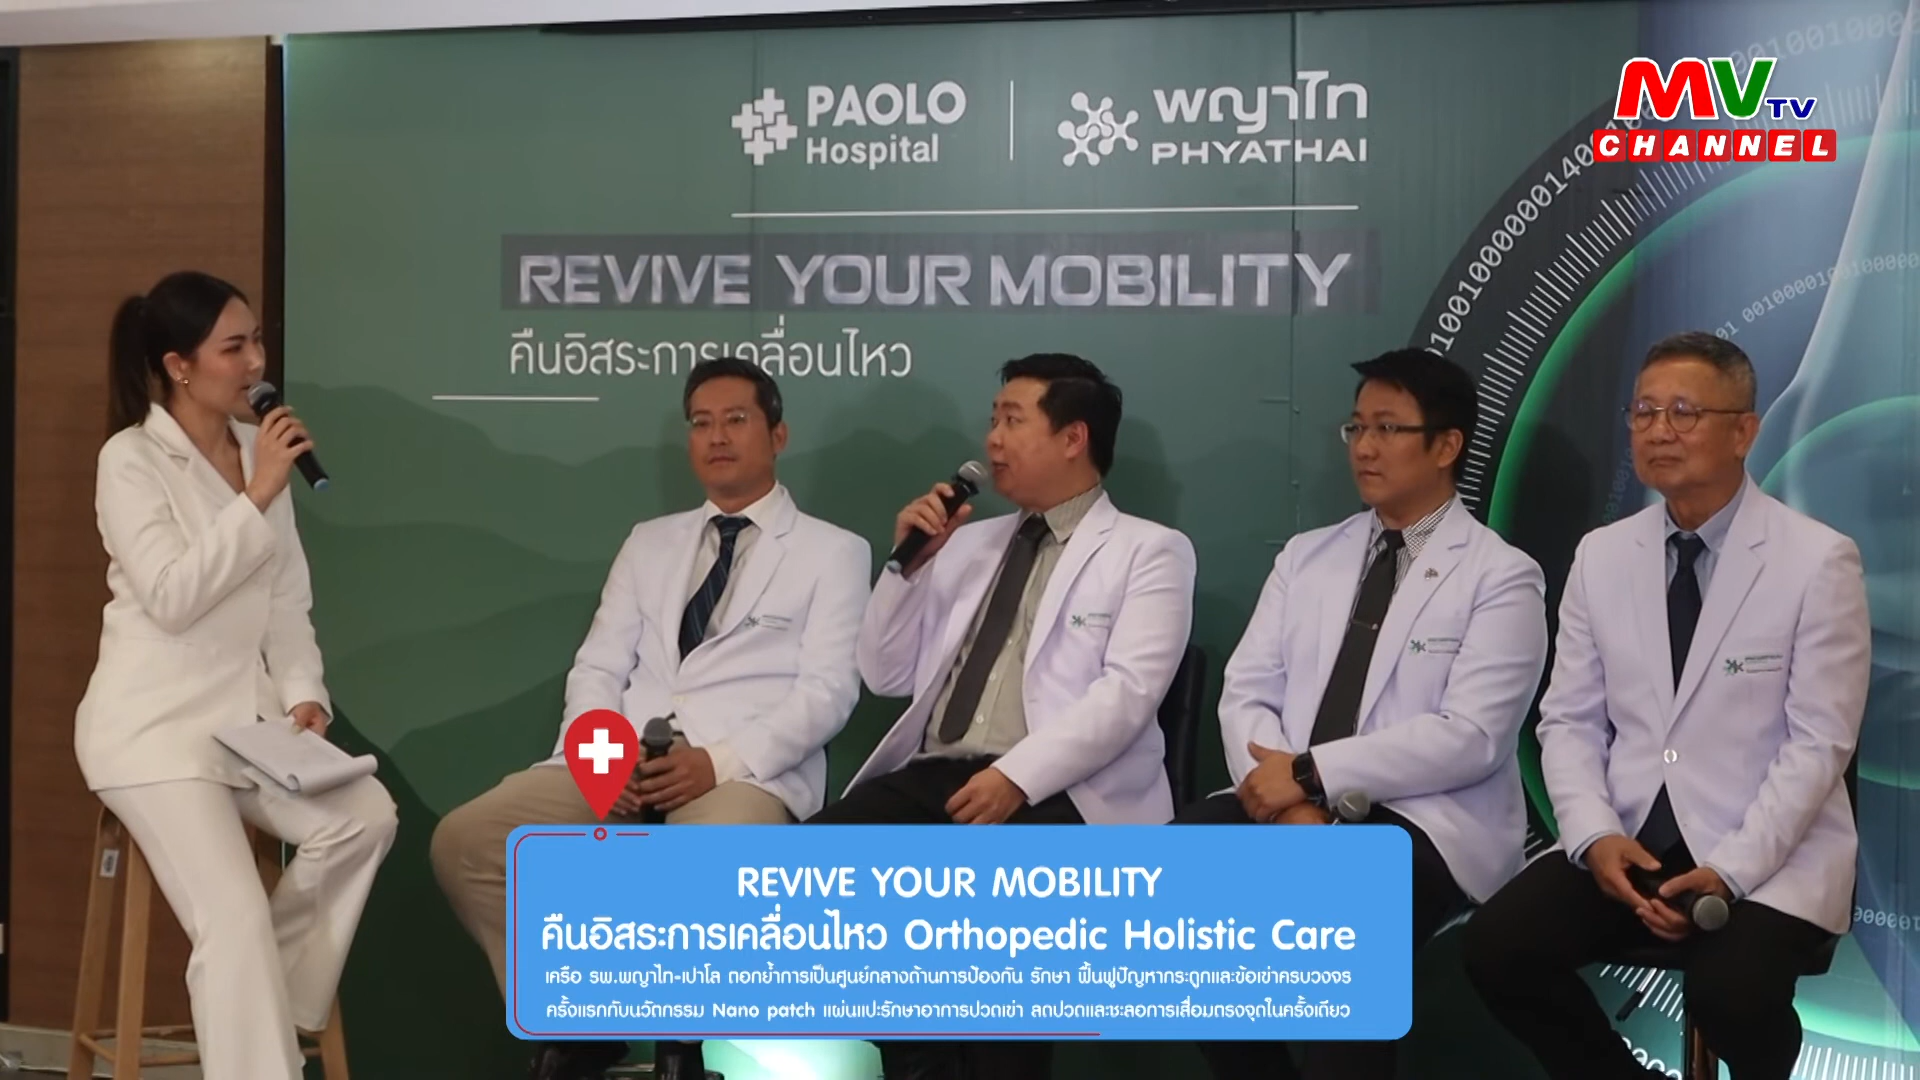 MVTV
CHANNEL
PAOLO
Hospital
พญาไท
PHYATHAI
REVIVE YOUR MOBILITY
คืนอิสระการเคลื่อนไหว
REVIVE YOUR MOBILITY
คืนอิสระการเคลื่อนไหว Orthopedic Holistic Care
เครือ รพ.พญาไท-เปาโล ตอกย้ำการเป็นศูนย์กลางด้านการป้องกัน รักษา ฟื้นฟูปัญหากระดูกและข้อเข่าครบวงจร
ครั้งแรกกับนวัตกรรม Nano patch แผ่นแปะรักษาอาการปวดเข่า ลดปวดและชะลอการเสื่อมตรงจุดในครั้งเดียว